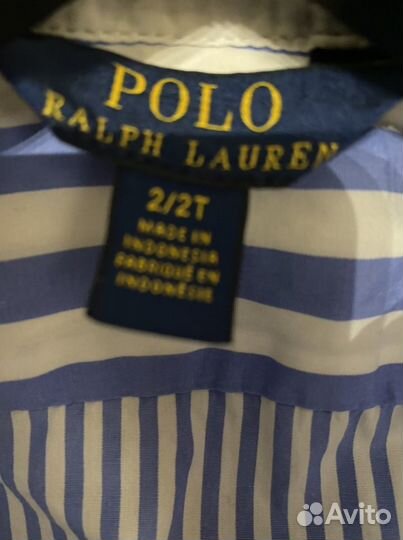 POLO
RALPH LAUREN
2/2T
MADE IN
INDONESIA
FABRIQUÉ EN
INDONÉSIE
Avito